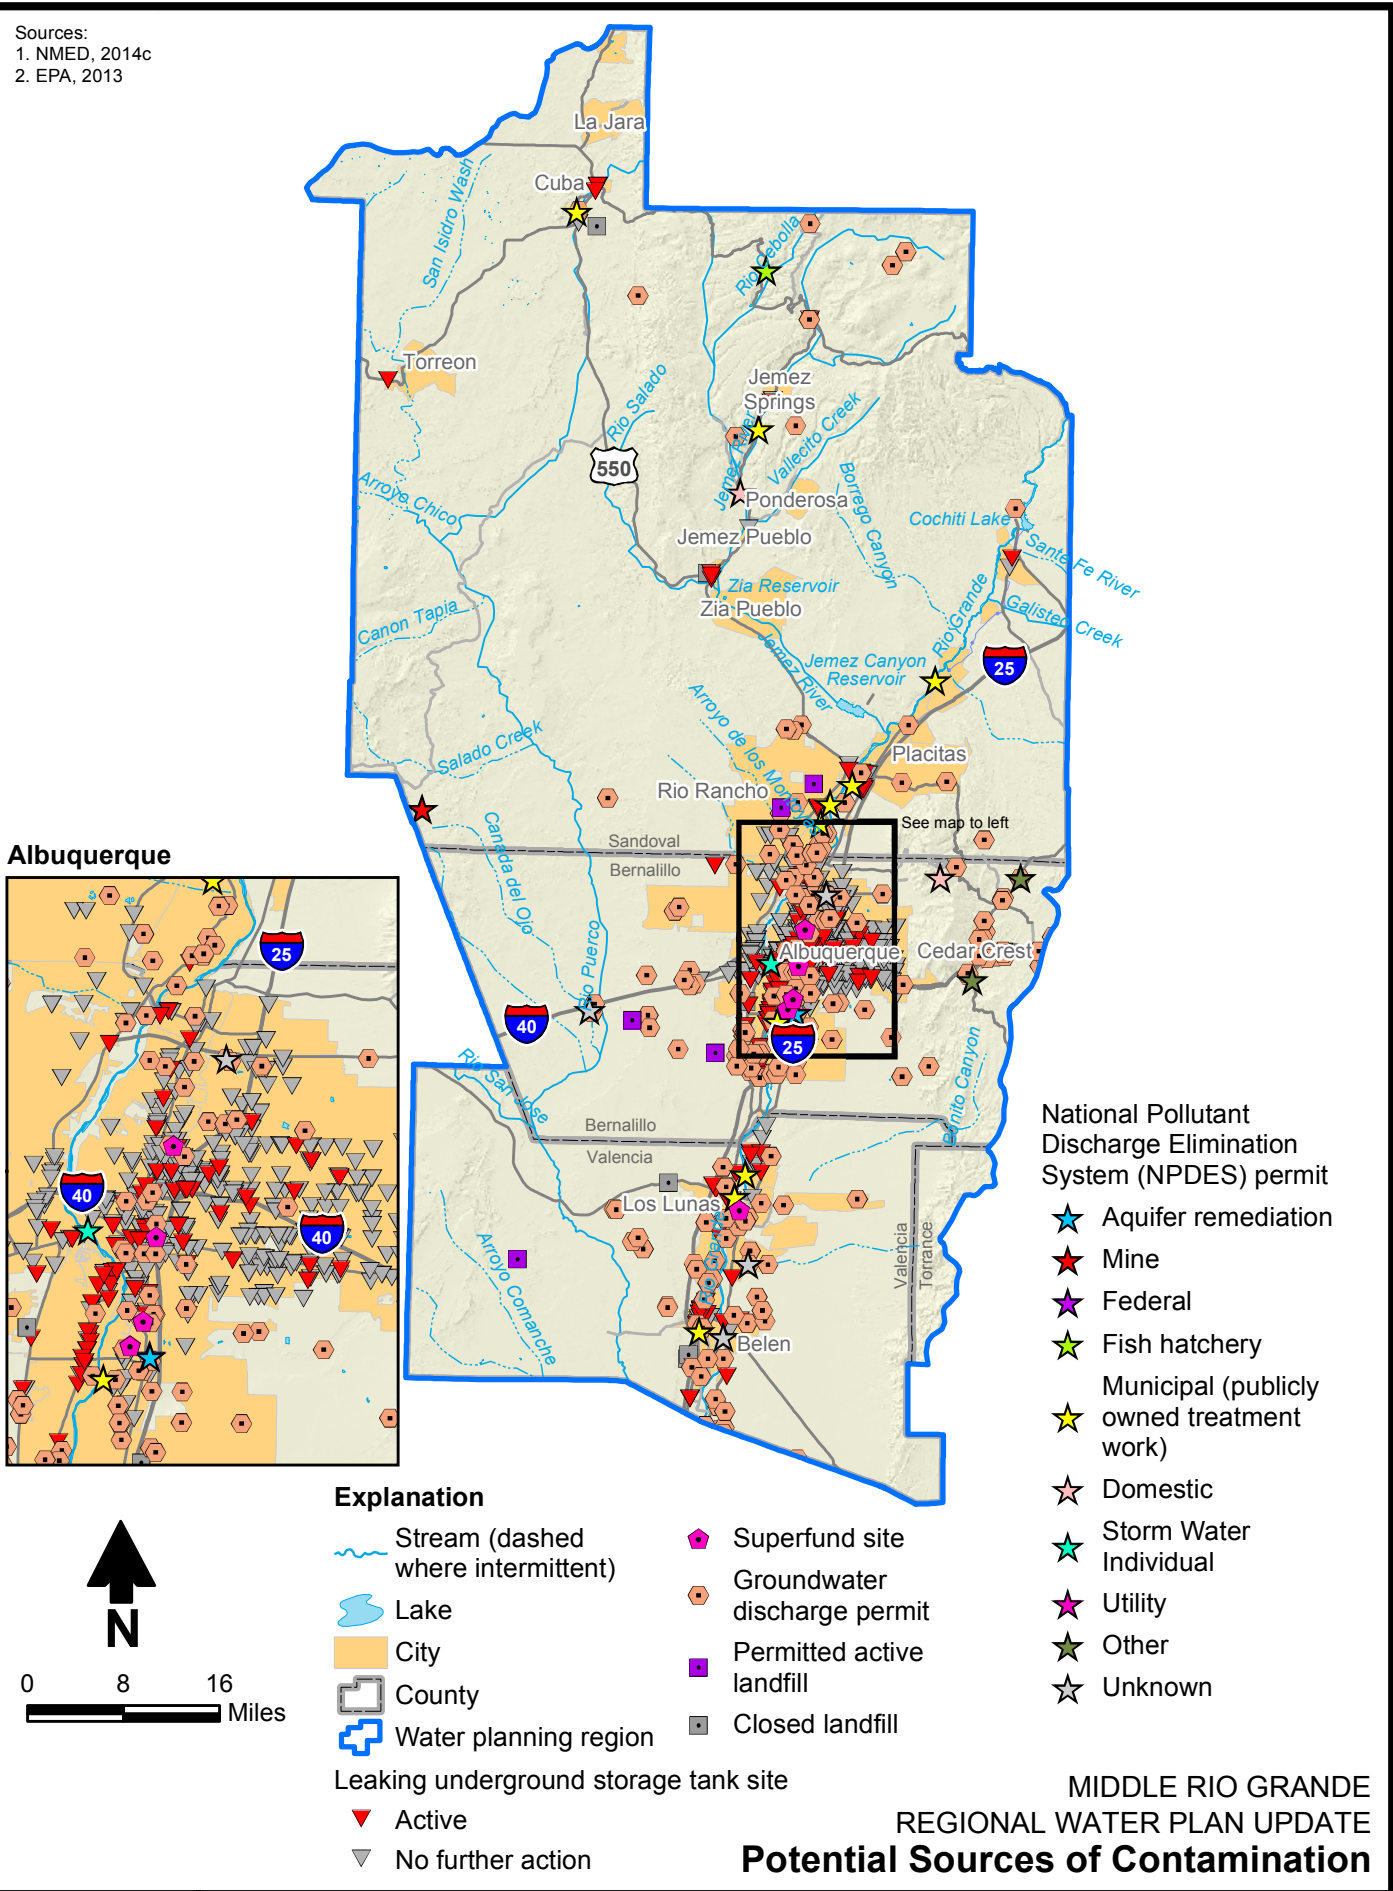 Sources:
1. NMED, 2014c
2. EPA, 2013
La Jara
Cuba
San Isidro Wash
Rio Cebolla
Torreon
Jemez
Springs
Rio Salado
550
Jemez River
Vallecito Creek
Arroyo Chico
Ponderosa
Borrego Canyon
Cochiti Lake
Jemez Pueblo
Sante Fe River
Zia Reservoir
Zia Pueblo
Canon Tapia
Rio Grande
Galisteo Creek
Jemez River
Jemez Canyon
Reservoir
25
Arroyo de los Montoyas
Salado Creek
Placitas
Rio Rancho
See map to left
Canada del Ojo
Sandoval
Bernalillo
Albuquerque
Rio Puerco
Albuquerque
Cedar Crest
25
40
25
40
40
Rio San Jose
Bonito Canyon
Bernalillo
Valencia
Los Lunas
Rio Grande
Valencia
Torrance
Arroyo Comanche
Belen
National Pollutant
Discharge Elimination
System (NPDES) permit
Aquifer remediation
Mine
Federal
Fish hatchery
Municipal (publicly
owned treatment
work)
Domestic
Storm Water
Individual
Utility
Other
Unknown
N
0 8 16
Miles
Explanation
Stream (dashed
where intermittent)
Lake
City
County
Water planning region
Leaking underground storage tank site
Active
No further action
Superfund site
Groundwater
discharge permit
Permitted active
landfill
Closed landfill
MIDDLE RIO GRANDE
REGIONAL WATER PLAN UPDATE
Potential Sources of Contamination